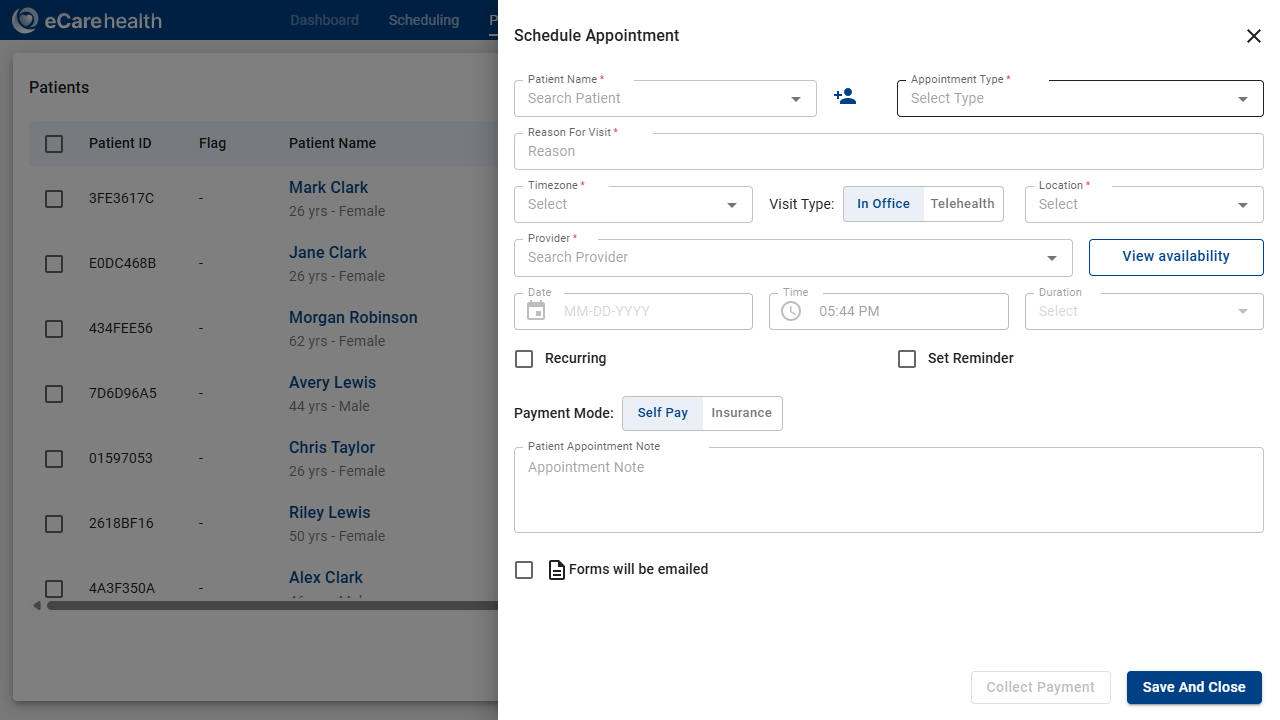 eCarehealth
Dashboard Scheduling P
Patients
Patient ID Flag Patient Name
3FE3617C - Mark Clark
26 yrs - Female
E0DC468B - Jane Clark
26 yrs - Female
434FEE56 - Morgan Robinson
62 yrs - Female
7D6D96A5 - Avery Lewis
44 yrs - Male
01597053 - Chris Taylor
26 yrs - Female
2618BF16 - Riley Lewis
50 yrs - Female
4A3F350A - Alex Clark
Schedule Appointment
Patient Name *
Search Patient
Appointment Type *
Select Type
Reason For Visit *
Reason
Timezone *
Select
Visit Type: In Office Telehealth
Location *
Select
Provider *
Search Provider
View availability
Date
MM-DD-YYYY
Time
05:44 PM
Duration
Select
Recurring
Set Reminder
Payment Mode: Self Pay Insurance
Patient Appointment Note
Appointment Note
Forms will be emailed
Collect Payment
Save And Close